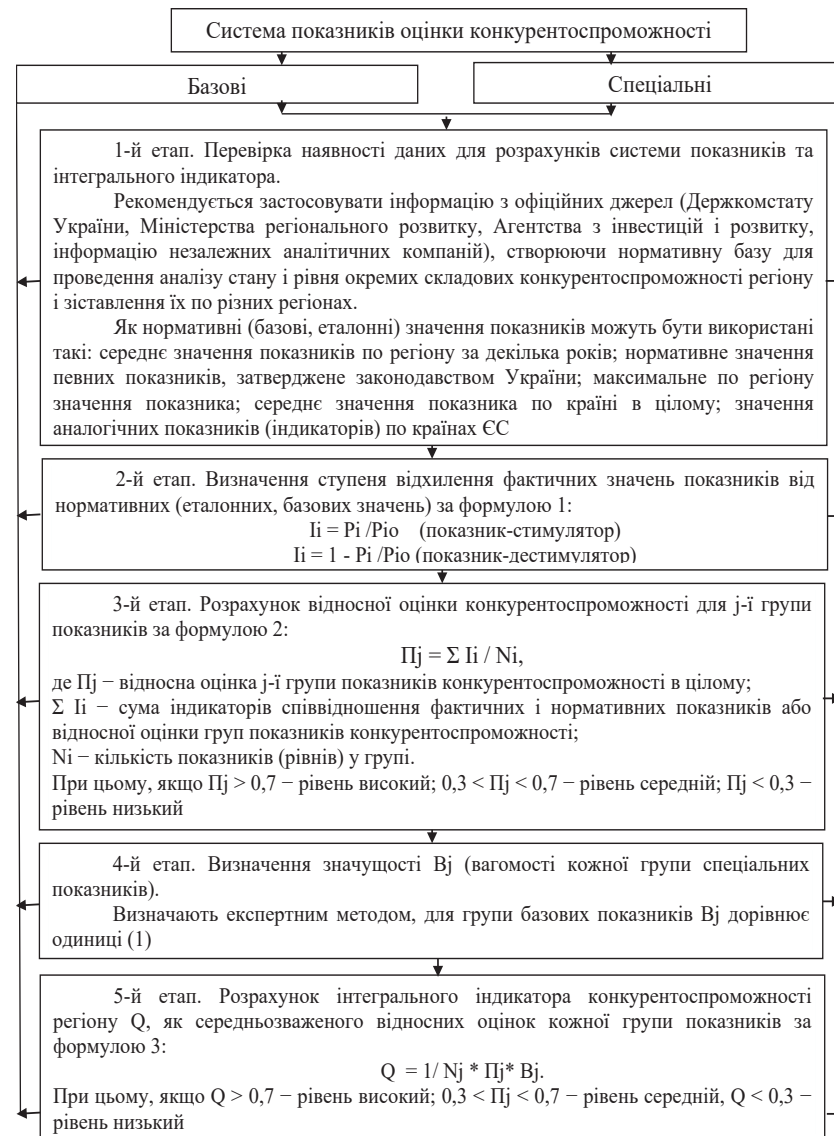 Система показників оцінки конкурентоспроможності
Базові
Спеціальні
1-й етап. Перевірка наявності даних для розрахунків системи показників та
інтегрального індикатора.
Рекомендується застосовувати інформацію з офіційних джерел (Держкомстату
України, Міністерства регіонального розвитку, Агентства з інвестицій і розвитку,
інформацію незалежних аналітичних компаній), створюючи нормативну базу для
проведення аналізу стану і рівня окремих складових конкурентоспроможності регіону
і зіставлення їх по різних регіонах.
Як нормативні (базові, еталонні) значення показників можуть бути використані
такі: середнє значення показників по регіону за декілька років; нормативне значення
певних показників, затверджене законодавством України; максимальне по регіону
значення показника; середнє значення показника по країні в цілому; значення
аналогічних показників (індикаторів) по країнах ЄС
2-й етап. Визначення ступеня відхилення фактичних значень показників від
нормативних (еталонних, базових значень) за формулою 1:
Ii = Pi /Pio (показник-стимулятор)
Ii = 1 - Pi /Pio (показник-дестимулятор)
3-й етап. Розрахунок відносної оцінки конкурентоспроможності для j-ї групи
показників за формулою 2:
Пj = Σ Ii / Ni,
де Пj − відносна оцінка j-ї групи показників конкурентоспроможності в цілому;
Σ Ii − сума індикаторів співвідношення фактичних і нормативних показників або
відносної оцінки груп показників конкурентоспроможності;
Ni − кількість показників (рівнів) у групі.
При цьому, якщо Пj > 0,7 − рівень високий; 0,3 < Пj < 0,7 − рівень середній; Пj < 0,3 −
рівень низький
4-й етап. Визначення значущості Bj (вагомості кожної групи спеціальних
показників).
Визначають експертним методом, для групи базових показників Bj дорівнює
одиниці (1)
5-й етап. Розрахунок інтегрального індикатора конкурентоспроможності
регіону Q, як середньозваженого відносних оцінок кожної групи показників за
формулою 3:
Q = 1/ Nj * Пj* Bj.
При цьому, якщо Q > 0,7 − рівень високий; 0,3 < Пj < 0,7 − рівень середній, Q < 0,3 −
рівень низький